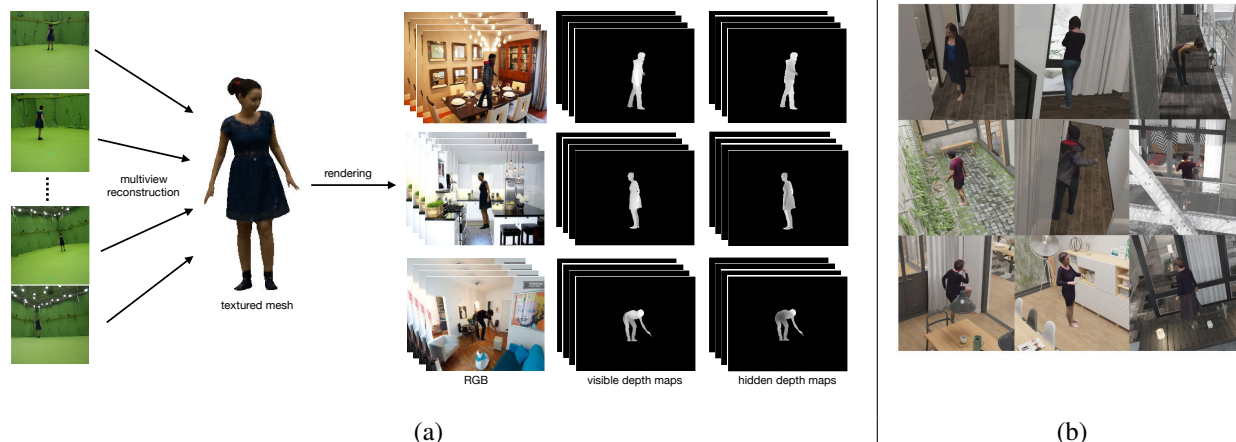 multiview
reconstruction
rendering
textured mesh
RGB
visible depth maps
hidden depth maps
(a)
(b)